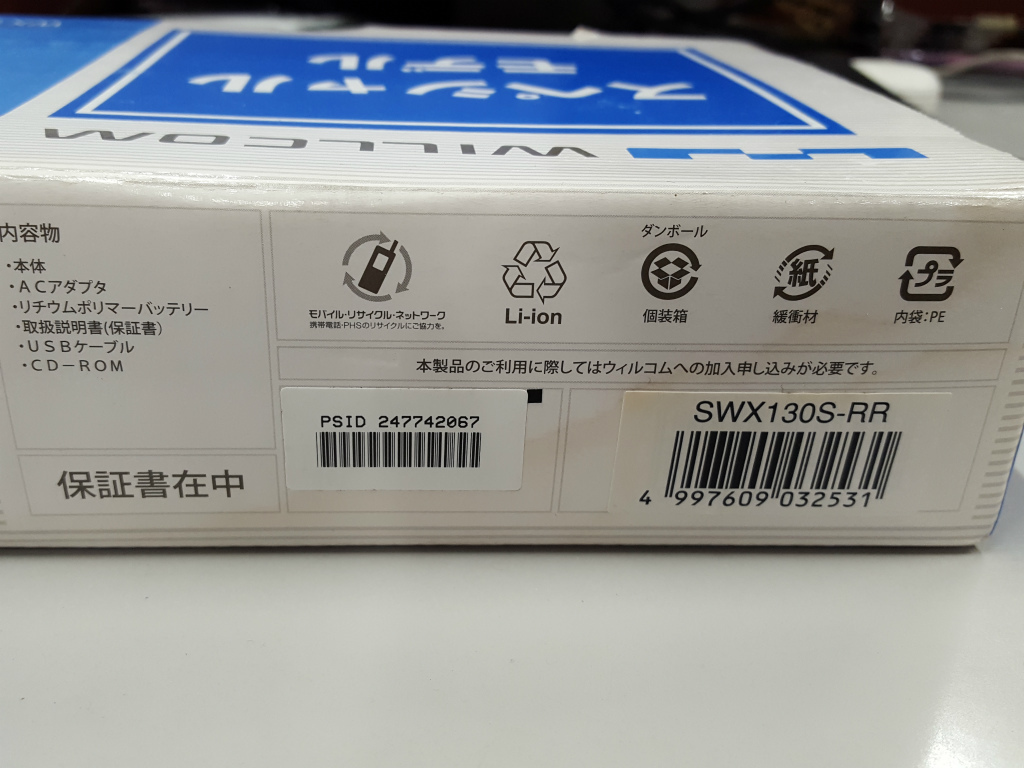 スペシャル
モデル
WILLCOM
内容物
・本体
・ACアダプタ
・リチウムポリマーバッテリー
・取扱説明書(保証書)
・USBケーブル
・CD-ROM
保証書在中
モバイル・リサイクル・ネットワーク
携帯電話・PHSのリサイクルにご協力を。
Li-ion
ダンボール
個装箱
紙
緩衝材
プラ
内袋:PE
本製品のご利用に際してはウィルコムへの加入申し込みが必要です。
PSID 247742067
SWX130S-RR
4 997609 032531